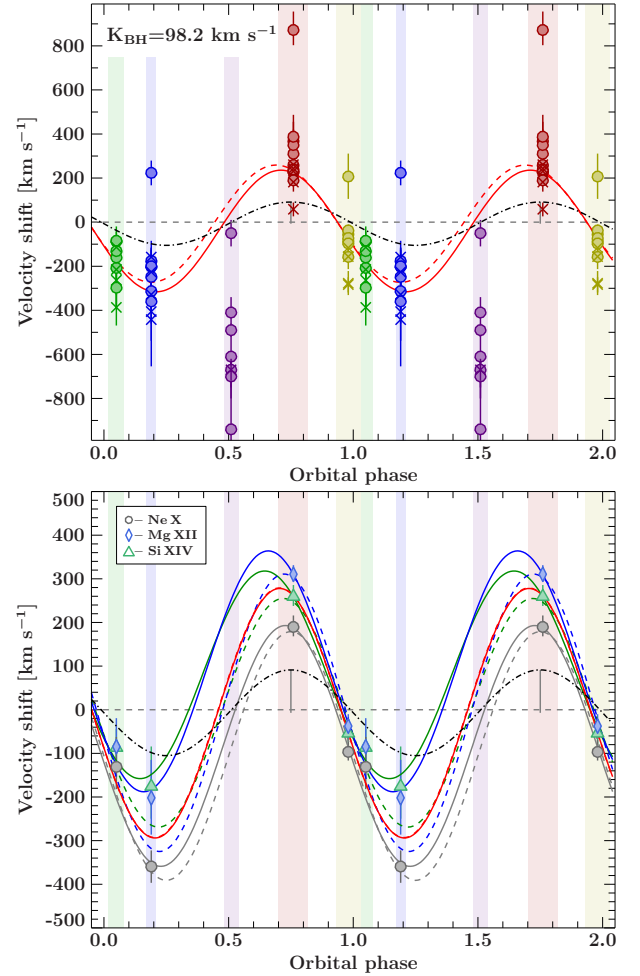 K_BH=98.2 km s⁻¹
Velocity shift [km s⁻¹]
800
600
400
200
0
-200
-400
-600
-800
0.0 0.5 1.0 1.5 2.0
Orbital phase
Ne X
Mg XII
Si XIV
Velocity shift [km s⁻¹]
500
400
300
200
100
0
-100
-200
-300
-400
-500
0.0 0.5 1.0 1.5 2.0
Orbital phase